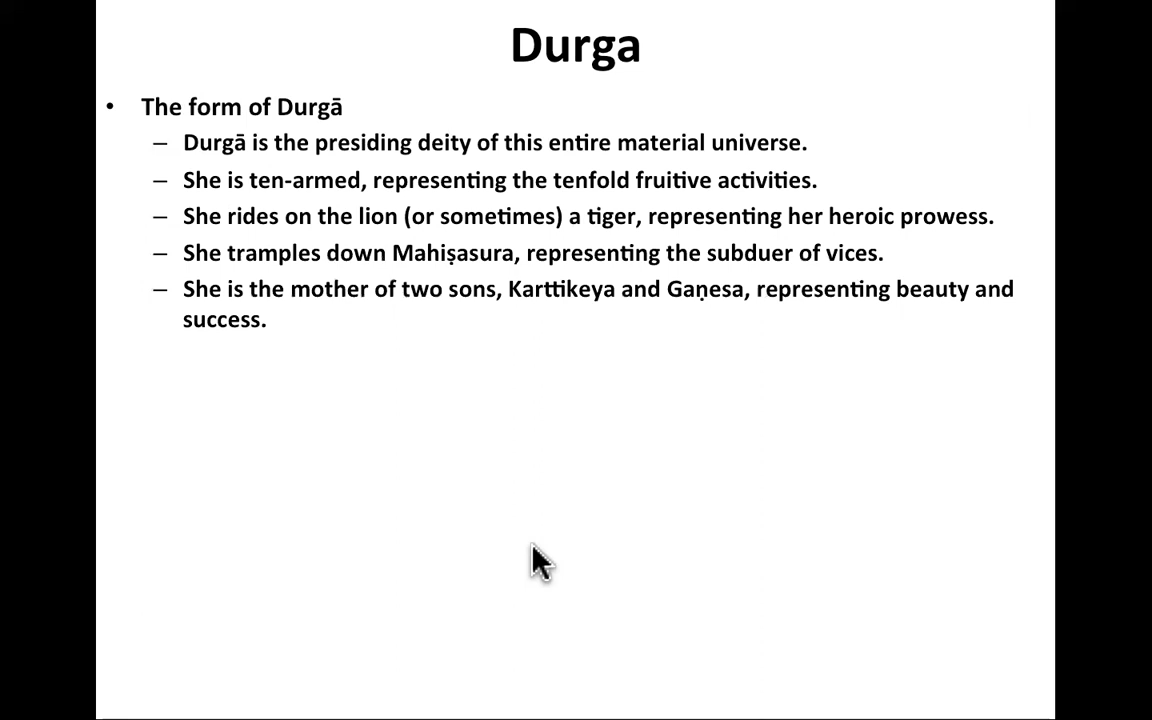 Durga
• The form of Durgā
– Durgā is the presiding deity of this entire material universe.
– She is ten-armed, representing the tenfold fruitive activities.
– She rides on the lion (or sometimes) a tiger, representing her heroic prowess.
– She tramples down Mahiṣasura, representing the subduer of vices.
– She is the mother of two sons, Karttikeya and Gaṇesa, representing beauty and
success.